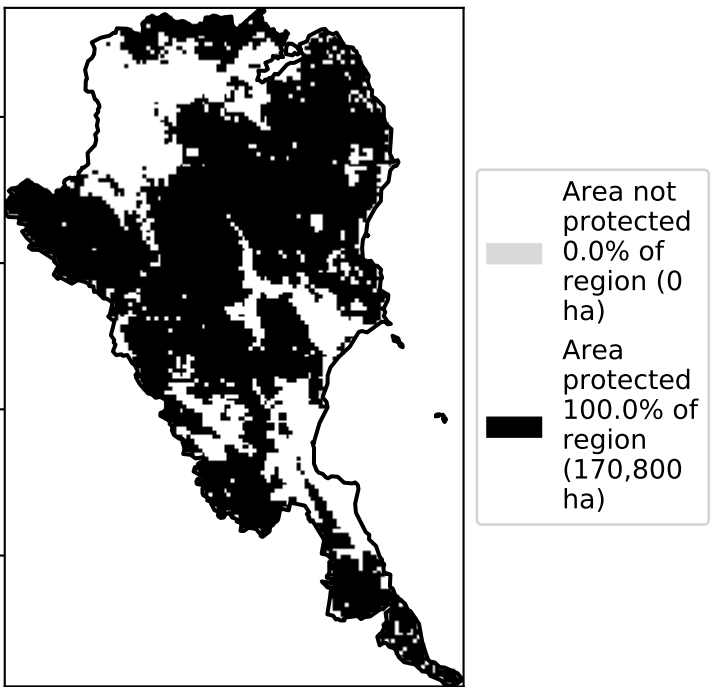 Area not
protected
0.0% of
region (0
ha)
Area
protected
100.0% of
region
(170,800
ha)